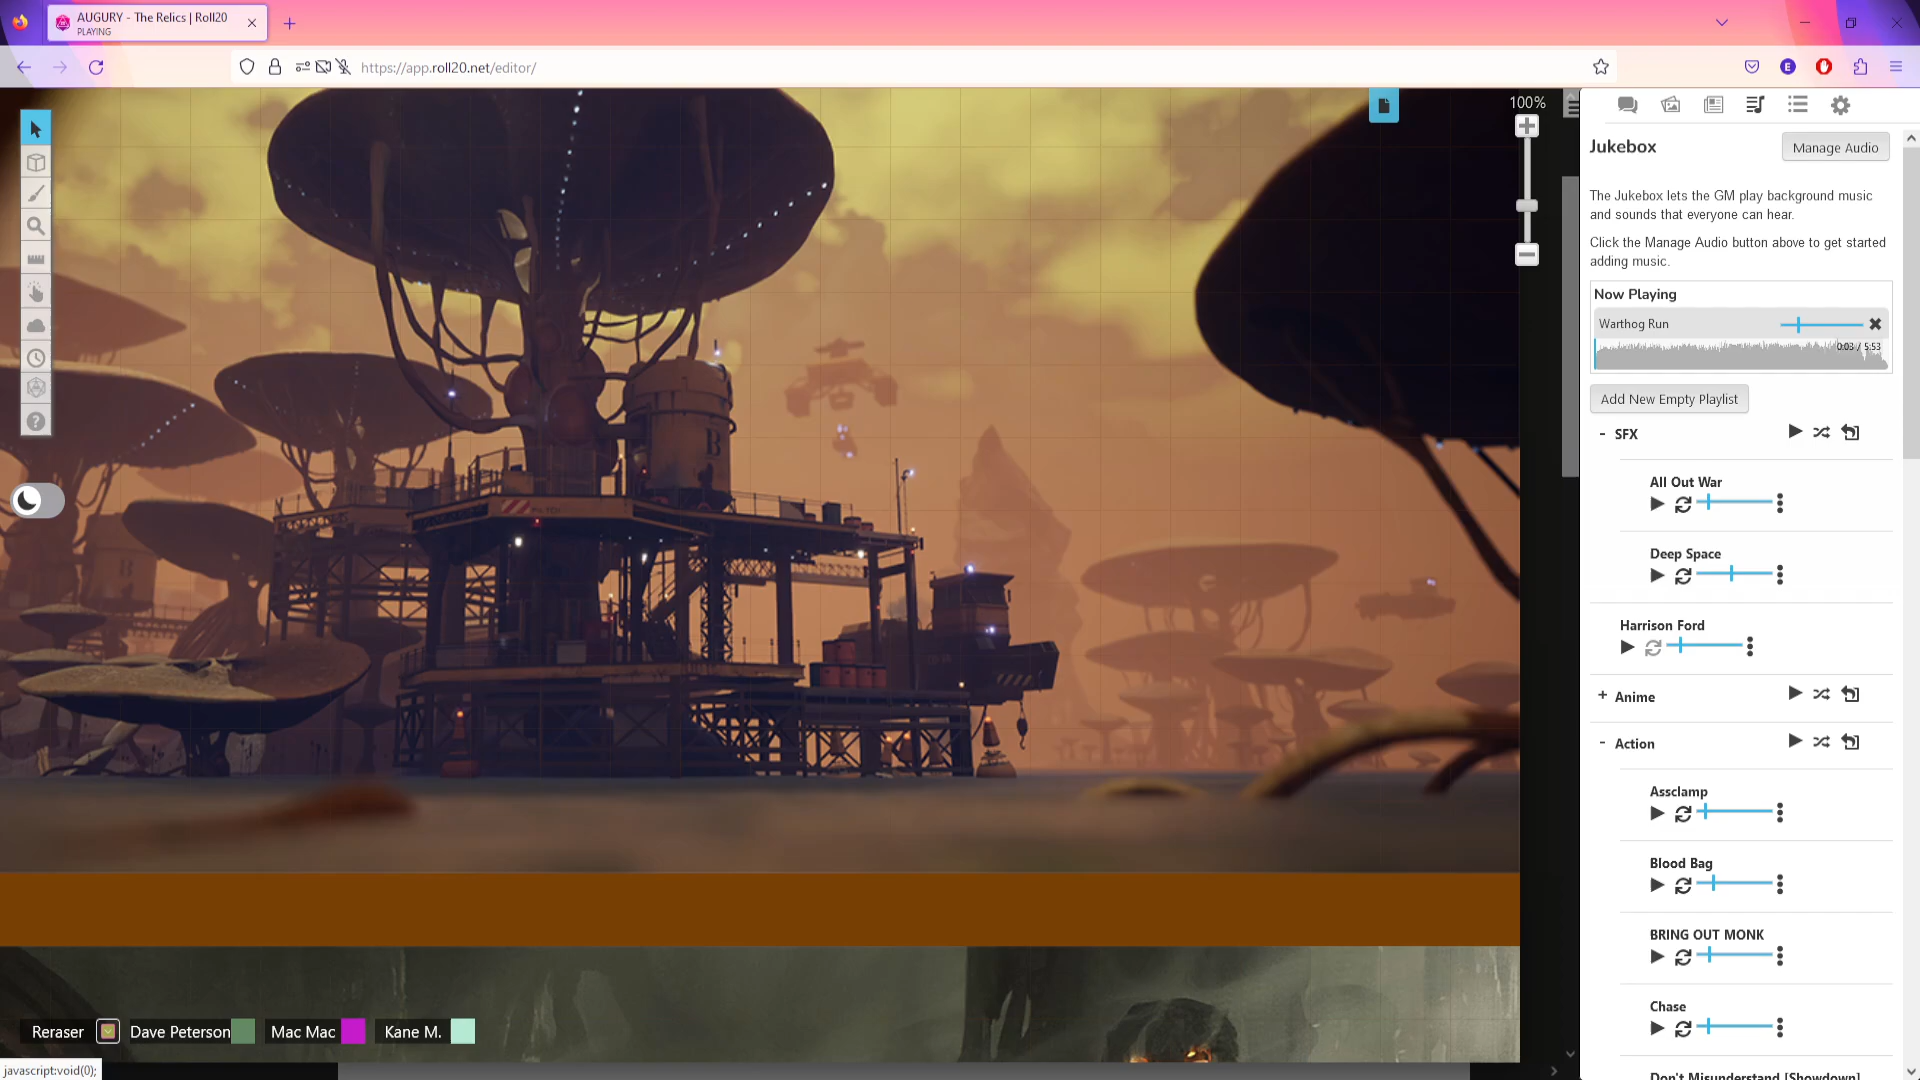 AUGURY - The Relics | Roll20
PLAYING
https://app.roll20.net/editor/
E
100%
Jukebox
Manage Audio
The Jukebox lets the GM play background music
and sounds that everyone can hear.
Click the Manage Audio button above to get started
adding music.
Now Playing
Warthog Run
0:03 / 5:53
Add New Empty Playlist
- SFX
All Out War
Deep Space
Harrison Ford
+ Anime
- Action
Assclamp
Blood Bag
BRING OUT MONK
Chase
Don't Misunderstand [Showdown]
B
B
Reraser
Dave Peterson
Mac Mac
Kane M.
javascript:void(0);